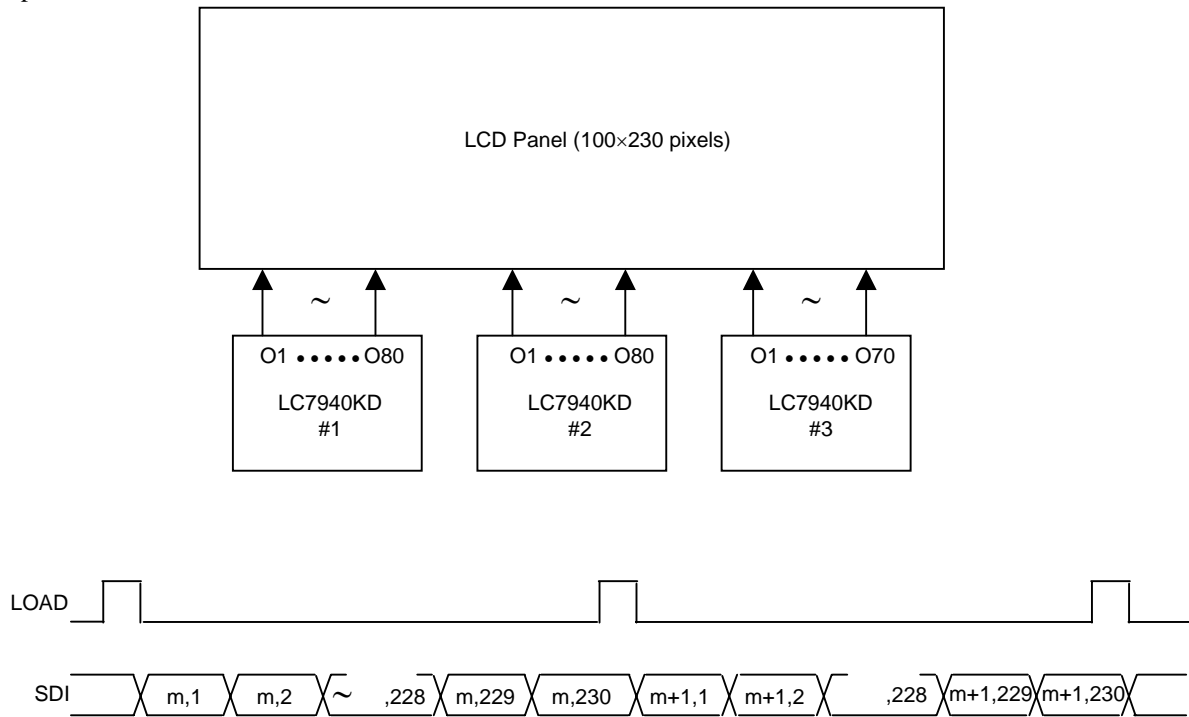 LCD Panel (100×230 pixels)
~ ~ ~
O1 ••••• O80 O1 ••••• O80 O1 ••••• O70
LC7940KD LC7940KD LC7940KD
#1 #2 #3
LOAD
SDI m,1 m,2 ~ ,228 m,229 m,230 m+1,1 m+1,2 ,228 m+1,229 m+1,230